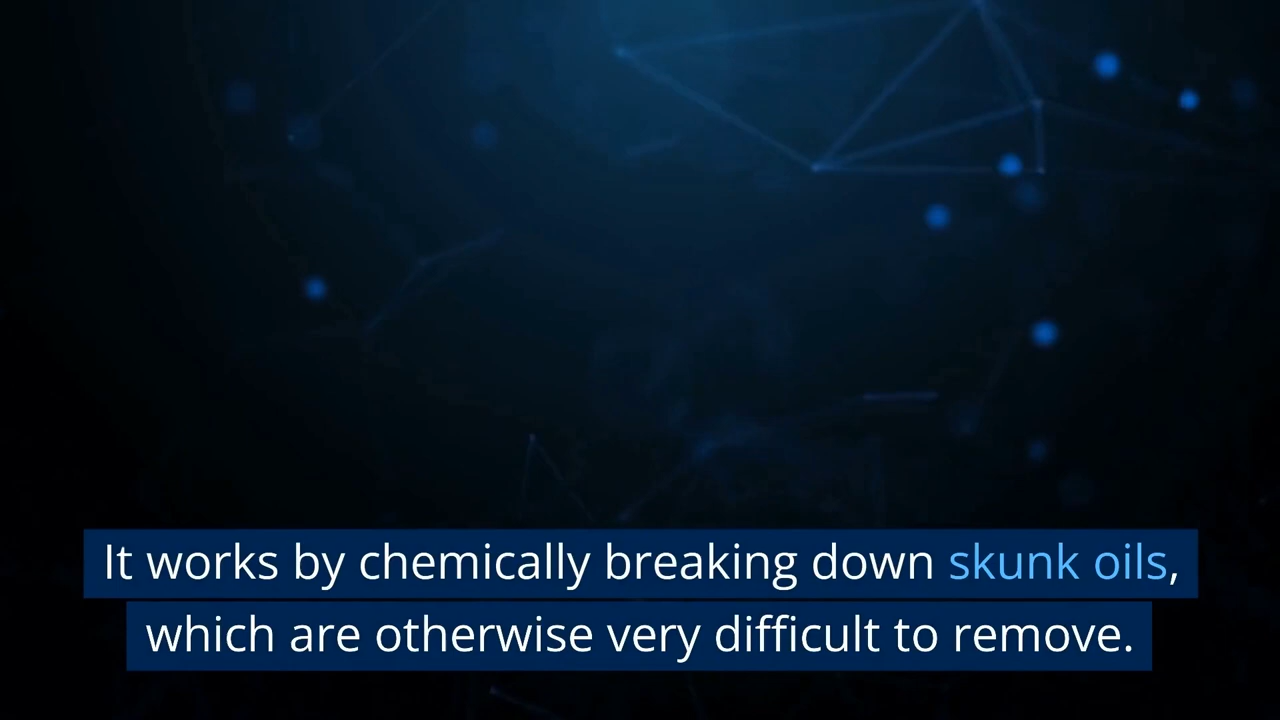 It works by chemically breaking down skunk oils,
which are otherwise very difficult to remove.